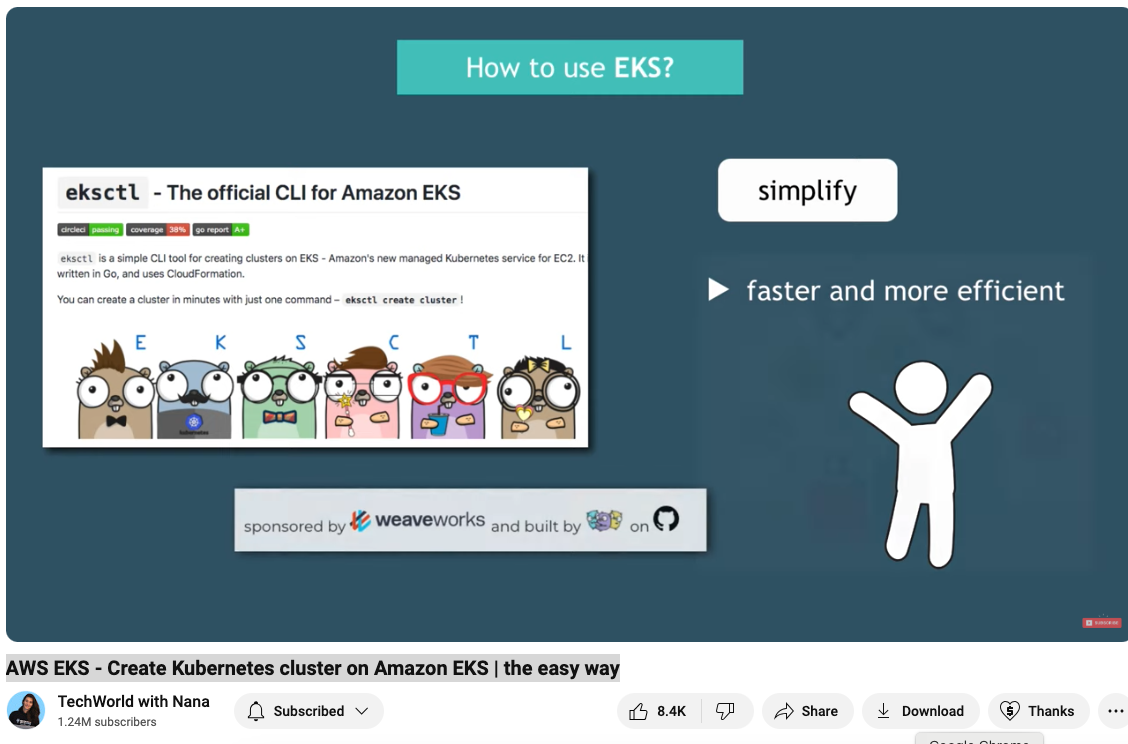 How to use EKS?
eksctl - The official CLI for Amazon EKS
circleci passing coverage 38% go report A+
eksctl is a simple CLI tool for creating clusters on EKS - Amazon's new managed Kubernetes service for EC2. It
written in Go, and uses CloudFormation.
You can create a cluster in minutes with just one command – eksctl create cluster !
E K S C T L
kubernetes
simplify
faster and more efficient
sponsored by weaveworks and built by on
SUBSCRIBE
AWS EKS - Create Kubernetes cluster on Amazon EKS | the easy way
TechWorld with Nana
1.24M subscribers
Subscribed
8.4K
Share
Download
Thanks
Google Chrome